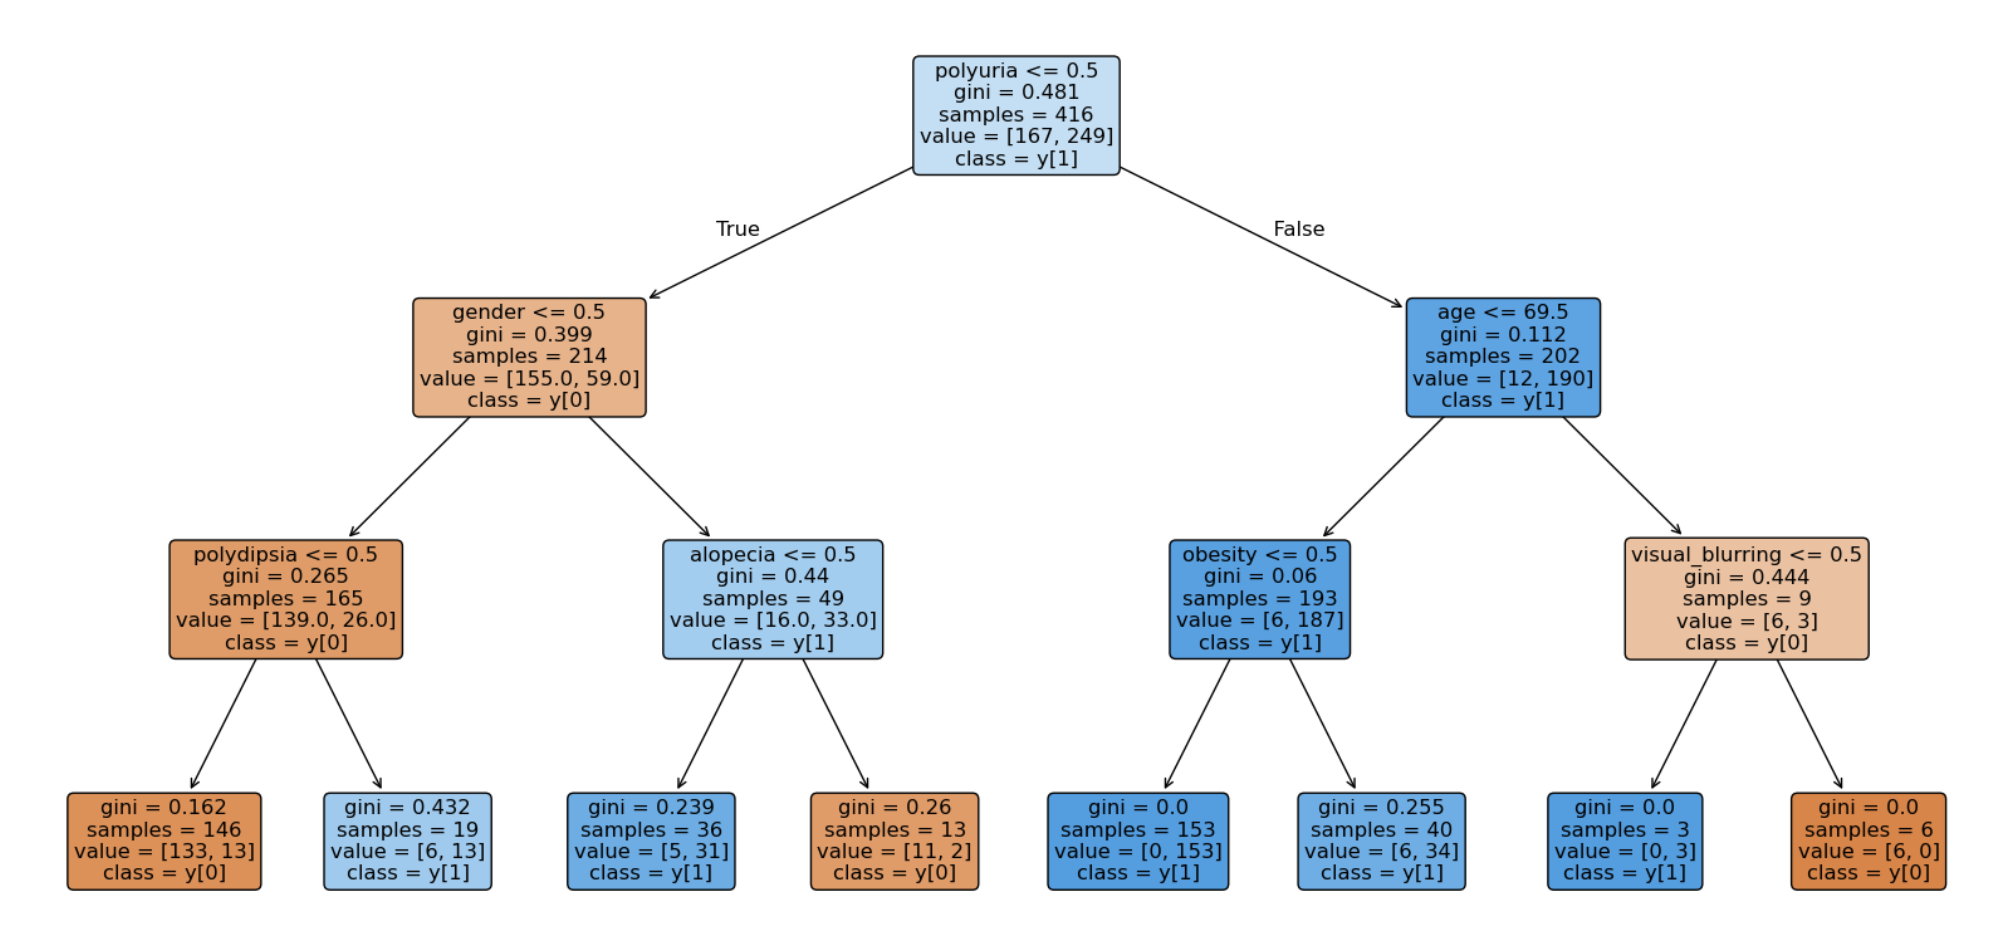 polyuria <= 0.5
gini = 0.481
samples = 416
value = [167, 249]
class = y[1]
True
False
gender <= 0.5
gini = 0.399
samples = 214
value = [155.0, 59.0]
class = y[0]
age <= 69.5
gini = 0.112
samples = 202
value = [12, 190]
class = y[1]
polydipsia <= 0.5
gini = 0.265
samples = 165
value = [139.0, 26.0]
class = y[0]
alopecia <= 0.5
gini = 0.44
samples = 49
value = [16.0, 33.0]
class = y[1]
obesity <= 0.5
gini = 0.06
samples = 193
value = [6, 187]
class = y[1]
visual_blurring <= 0.5
gini = 0.444
samples = 9
value = [6, 3]
class = y[0]
gini = 0.162
samples = 146
value = [133, 13]
class = y[0]
gini = 0.432
samples = 19
value = [6, 13]
class = y[1]
gini = 0.239
samples = 36
value = [5, 31]
class = y[1]
gini = 0.26
samples = 13
value = [11, 2]
class = y[0]
gini = 0.0
samples = 153
value = [0, 153]
class = y[1]
gini = 0.255
samples = 40
value = [6, 34]
class = y[1]
gini = 0.0
samples = 3
value = [0, 3]
class = y[1]
gini = 0.0
samples = 6
value = [6, 0]
class = y[0]